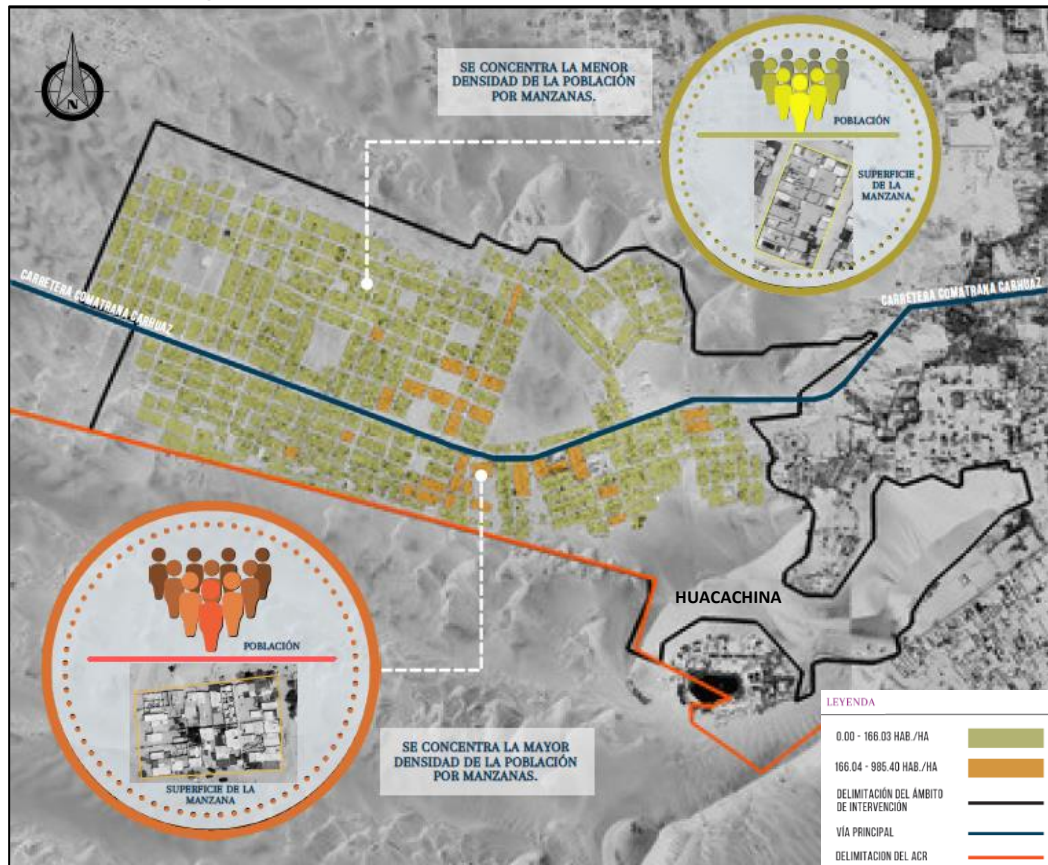 N
SE CONCENTRA LA MENOR
DENSIDAD DE LA POBLACIÓN
POR MANZANAS.
POBLACIÓN
SUPERFICIE
DE LA
MANZANA
CARRETERA COMATRANA CARHUAZ
CARRETERA COMATRANA CARHUAZ
HUACACHINA
POBLACIÓN
SUPERFICIE DE LA
MANZANA
SE CONCENTRA LA MAYOR
DENSIDAD DE LA POBLACIÓN
POR MANZANAS.
LEYENDA
0.00 - 166.03 HAB./HA
166.04 - 985.40 HAB./HA
DELIMITACIÓN DEL ÁMBITO
DE INTERVENCIÓN
VÍA PRINCIPAL
DELIMITACION DEL ACR